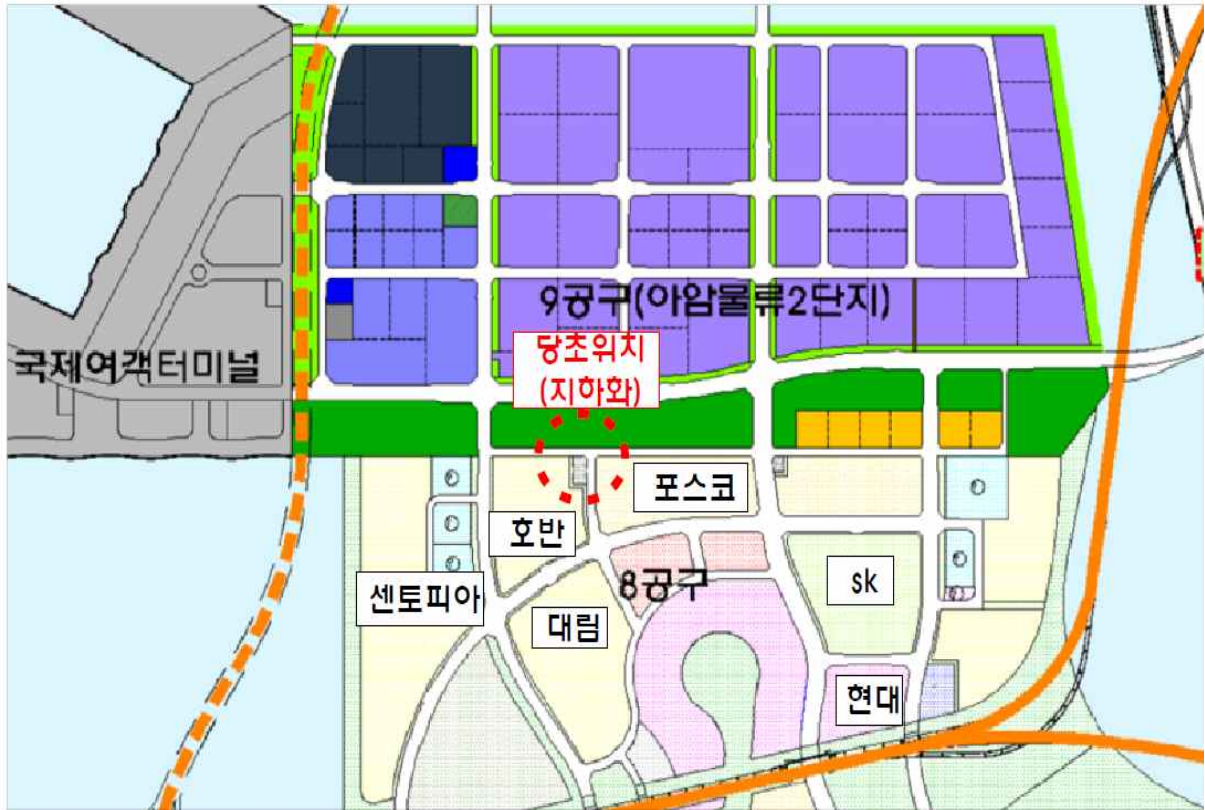 9공구(아암물류2단지)
당초위치
(지하화)
국제여객터미널
포스코
호반
8공구
sk
센토피아
대림
현대